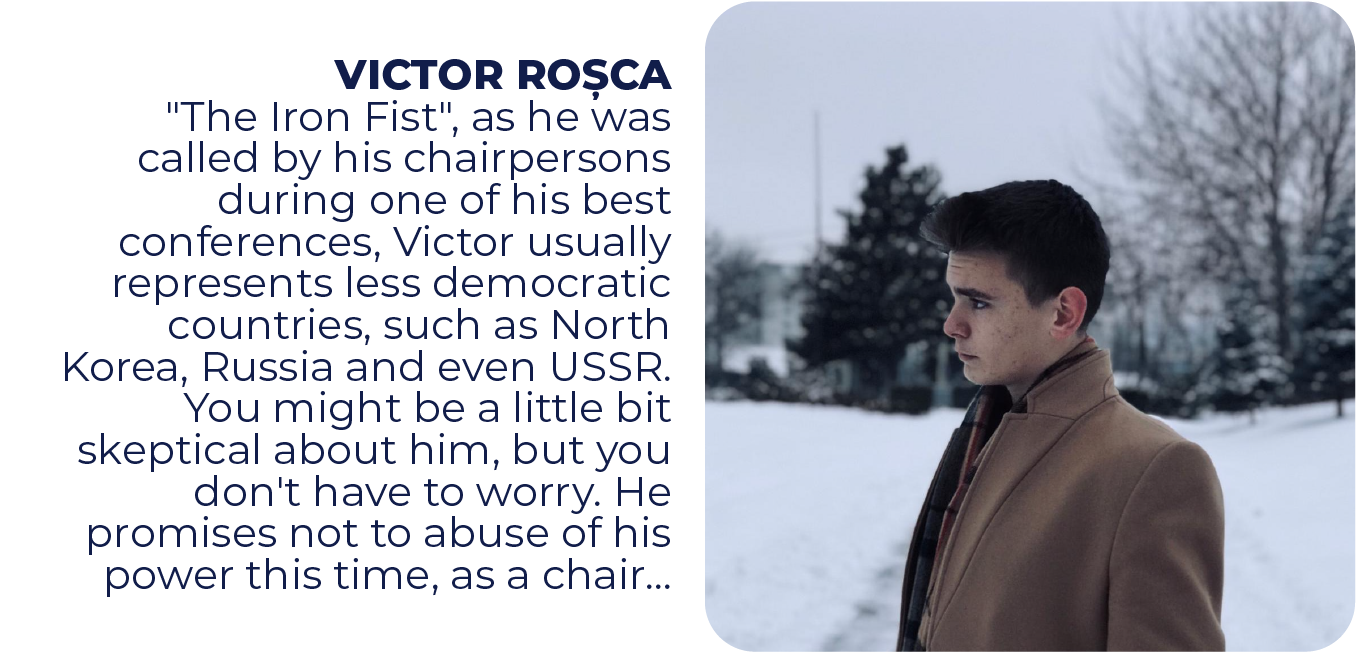 VICTOR ROȘCA
"The Iron Fist", as he was
called by his chairpersons
during one of his best
conferences, Victor usually
represents less democratic
countries, such as North
Korea, Russia and even USSR.
You might be a little bit
skeptical about him, but you
don't have to worry. He
promises not to abuse of his
power this time, as a chair...